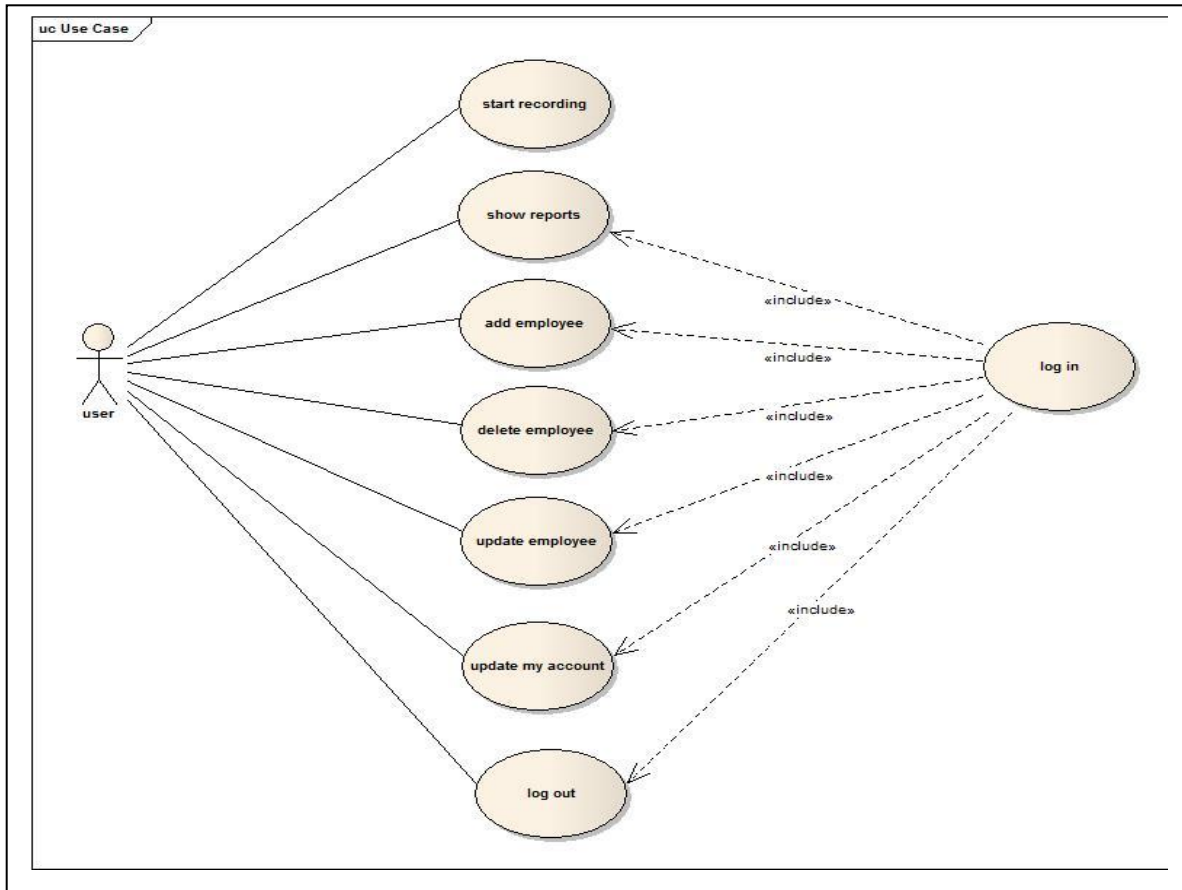 uc Use Case
start recording
show reports
«include»
add employee
«include»
log in
user
delete employee
«include»
update employee
«include»
«include»
update my account
«include»
log out